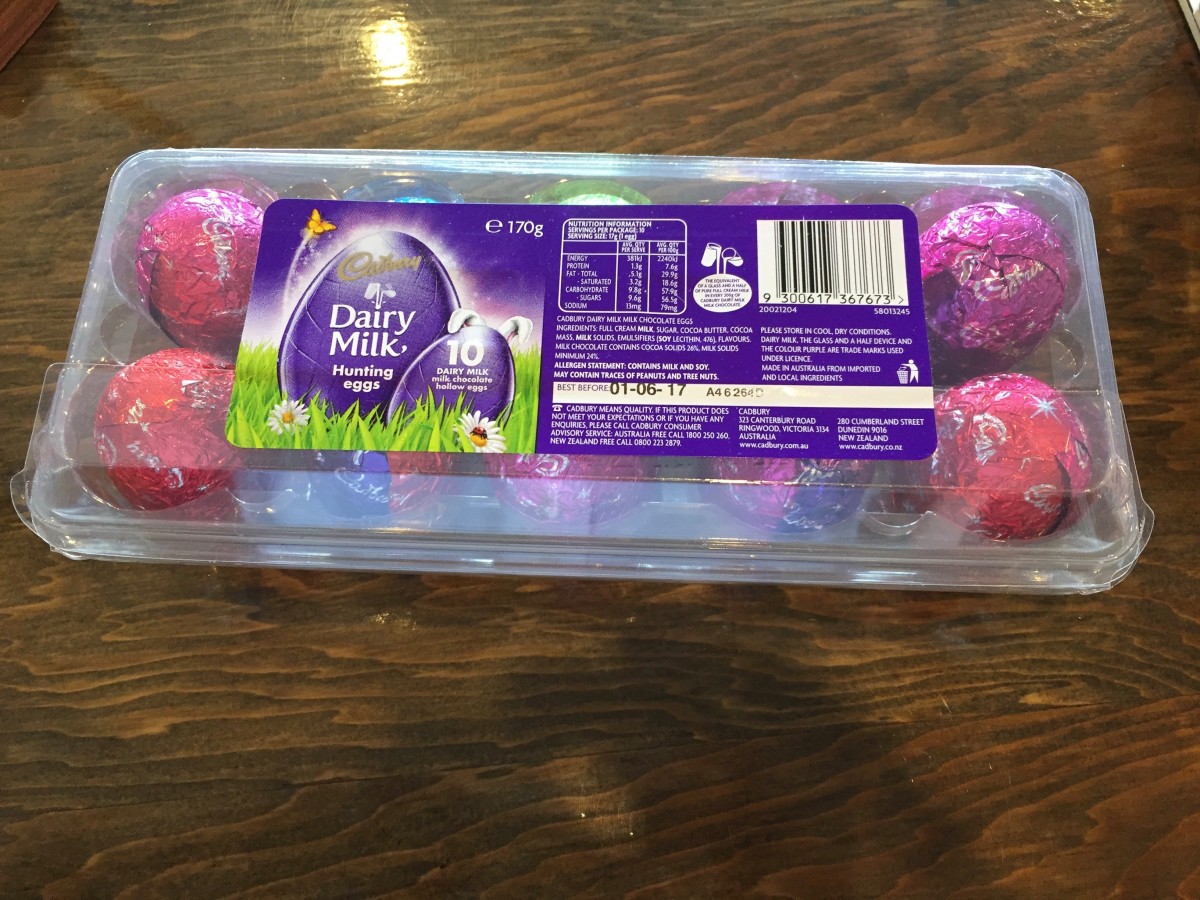 Cadbury
Dairy
Milk
Hunting
eggs
10
DAIRY MILK
milk chocolate
hollow eggs
℮ 170g
NUTRITION INFORMATION
SERVINGS PER PACKAGE: 10
SERVING SIZE: 17g (1 egg)
AVG. QTY PER SERVE AVG. QTY PER 100g
ENERGY 381kJ 2240kJ
PROTEIN 1.3g 7.6g
FAT - TOTAL 5.1g 29.9g
- SATURATED 3.2g 18.6g
CARBOHYDRATE 9.8g 57.9g
- SUGARS 9.6g 56.5g
SODIUM 13mg 79mg
THE EQUIVALENT
OF A GLASS AND A HALF
OF PURE FULL CREAM MILK
IN EVERY 200g OF
CADBURY DAIRY MILK
MILK CHOCOLATE
9 300617 367673 >
20021204 58013245
CADBURY DAIRY MILK MILK CHOCOLATE EGGS
INGREDIENTS: FULL CREAM MILK, SUGAR, COCOA BUTTER, COCOA
MASS, MILK SOLIDS, EMULSIFIERS (SOY LECITHIN, 476), FLAVOURS.
MILK CHOCOLATE CONTAINS COCOA SOLIDS 26%, MILK SOLIDS
MINIMUM 24%.
ALLERGEN STATEMENT: CONTAINS MILK AND SOY.
MAY CONTAIN TRACES OF PEANUTS AND TREE NUTS.
PLEASE STORE IN COOL, DRY CONDITIONS.
DAIRY MILK, THE GLASS AND A HALF DEVICE AND
THE COLOUR PURPLE ARE TRADE MARKS USED
UNDER LICENCE.
MADE IN AUSTRALIA FROM IMPORTED
AND LOCAL INGREDIENTS
BEST BEFORE 01-06-17
☎ CADBURY MEANS QUALITY. IF THIS PRODUCT DOES
NOT MEET YOUR EXPECTATIONS OR IF YOU HAVE ANY
ENQUIRIES, PLEASE CALL CADBURY CONSUMER
ADVISORY SERVICE: AUSTRALIA FREE CALL 1800 250 260,
NEW ZEALAND FREE CALL 0800 223 2879.
CADBURY
323 CANTERBURY ROAD
RINGWOOD, VICTORIA 3134
AUSTRALIA
www.cadbury.com.au
280 CUMBERLAND STREET
DUNEDIN 9016
NEW ZEALAND
www.cadbury.co.nz
Cadbury